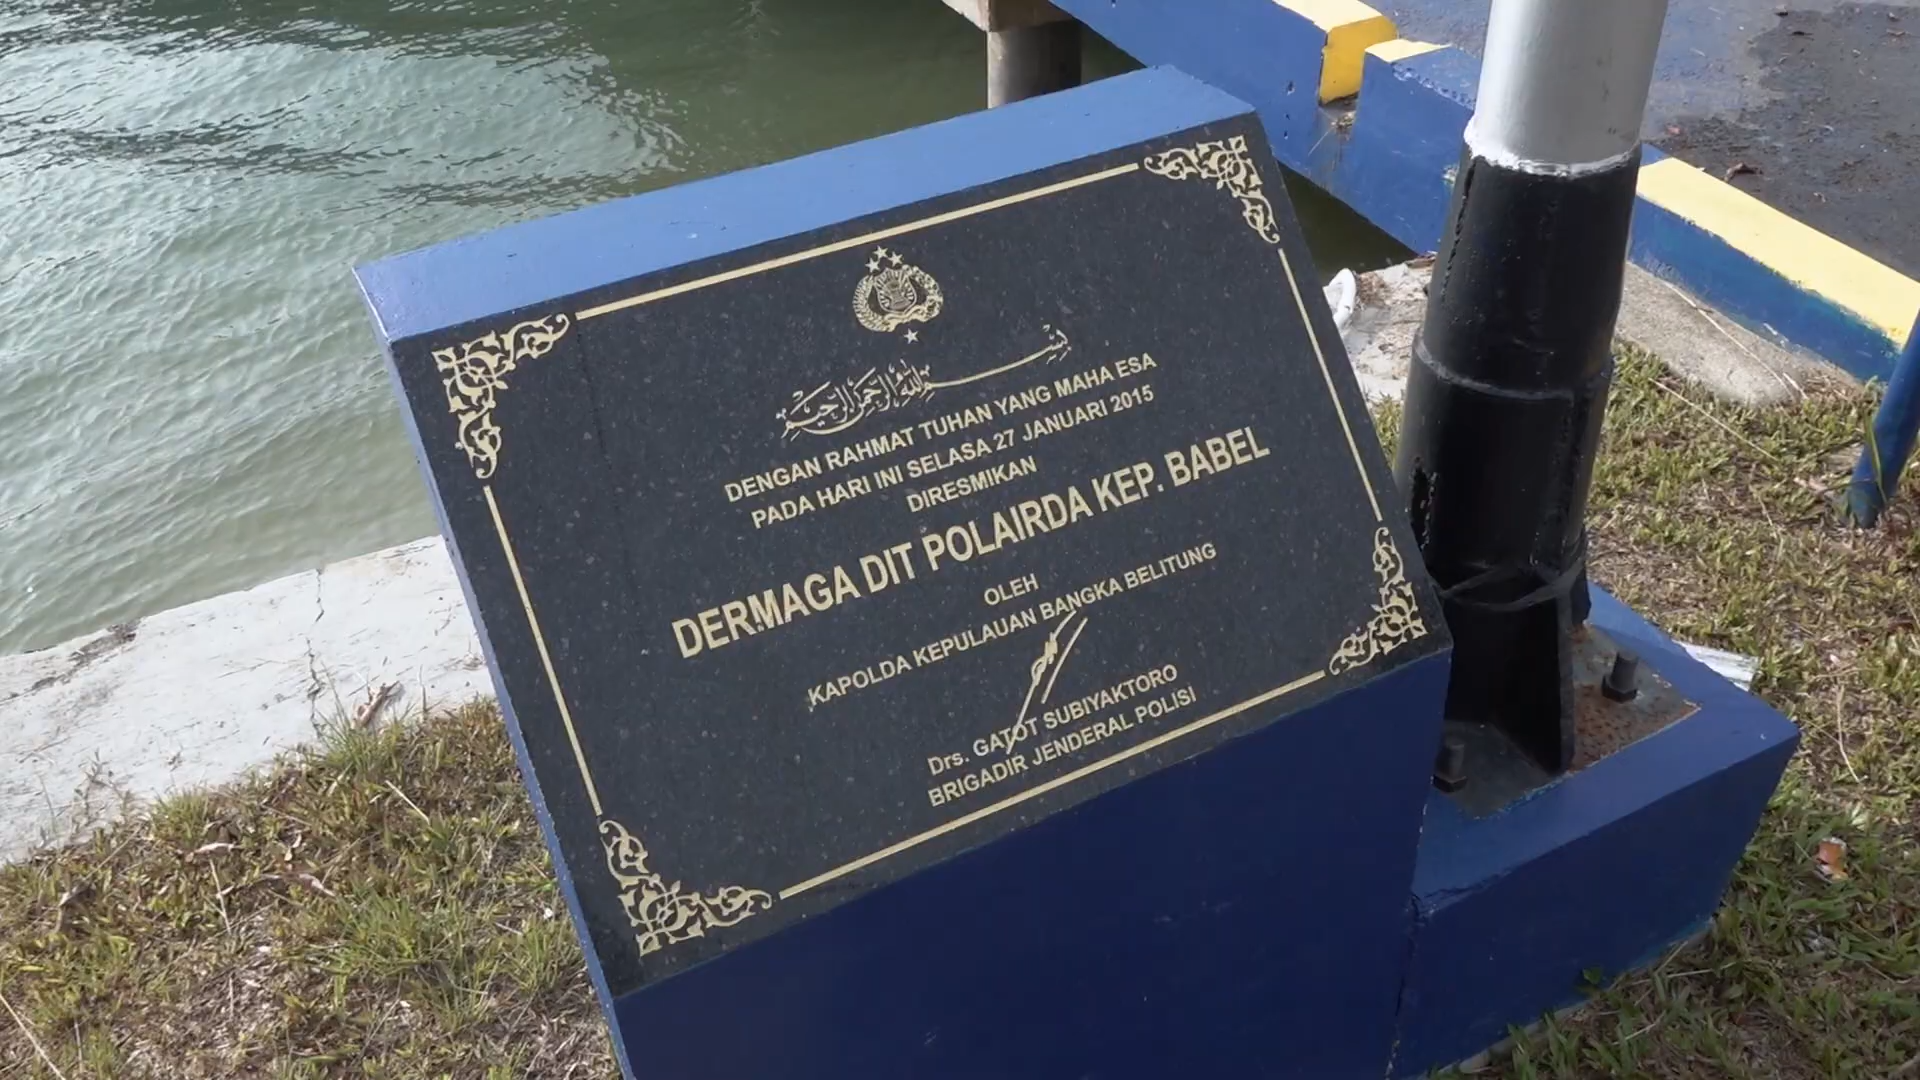 بسم الله الرحمن الرحيم
DENGAN RAHMAT TUHAN YANG MAHA ESA
PADA HARI INI SELASA 27 JANUARI 2015
DIRESMIKAN
DERMAGA DIT POLAIRDA KEP. BABEL
OLEH
KAPOLDA KEPULAUAN BANGKA BELITUNG
Drs. GATOT SUBIYAKTORO
BRIGADIR JENDERAL POLISI